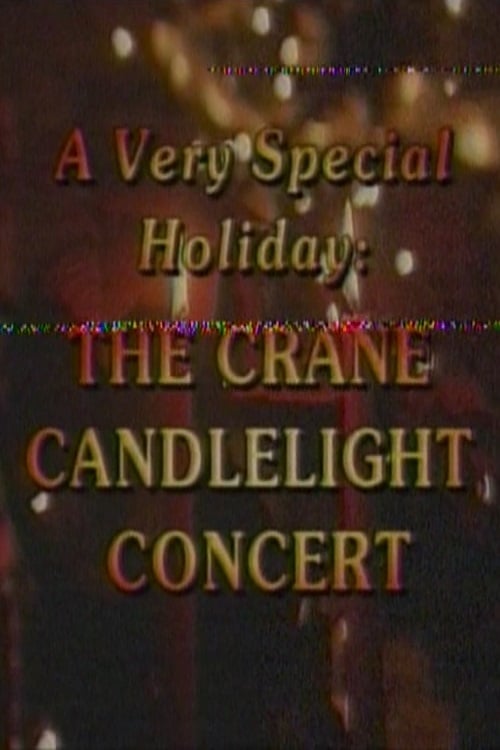 A Very Special
Holiday:
THE CRANE
CANDLELIGHT
CONCERT